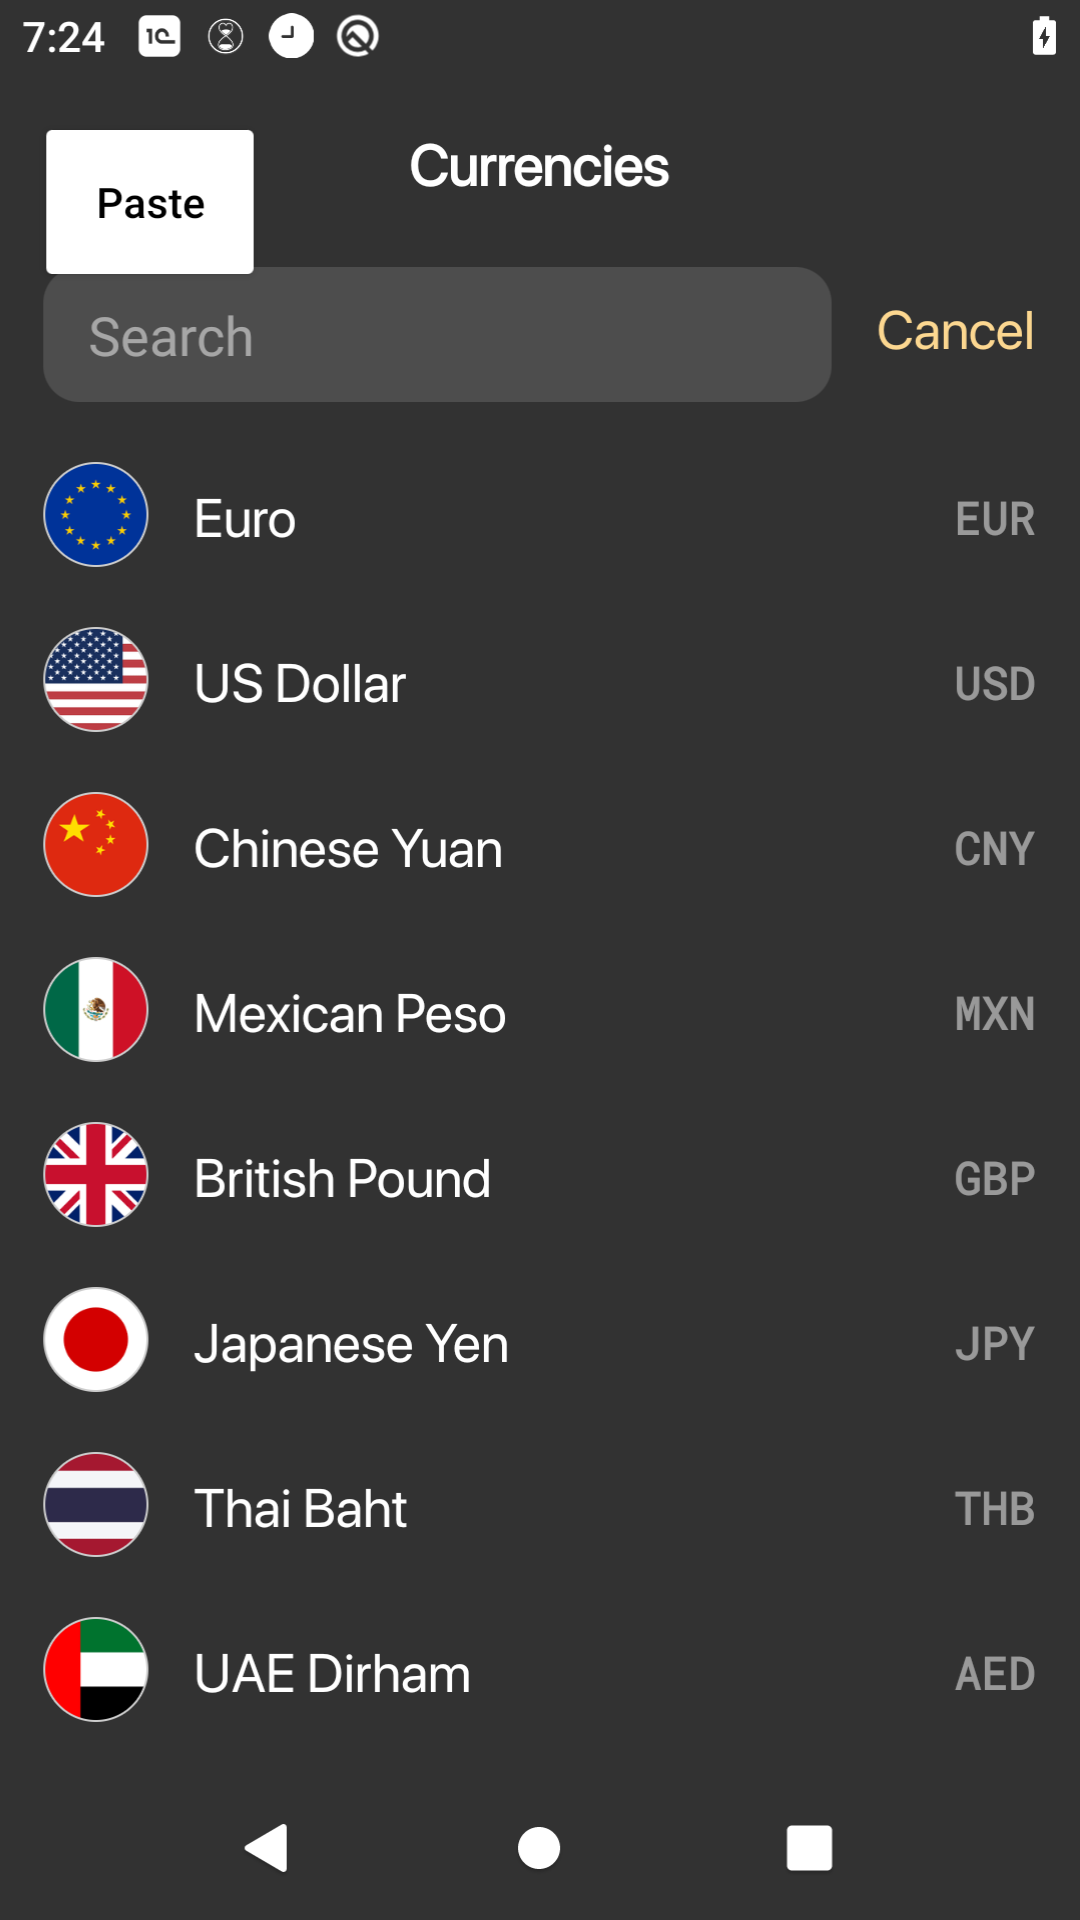 7:24
Currencies
Paste
Search
Cancel
Euro EUR
US Dollar USD
Chinese Yuan CNY
Mexican Peso MXN
British Pound GBP
Japanese Yen JPY
Thai Baht THB
UAE Dirham AED